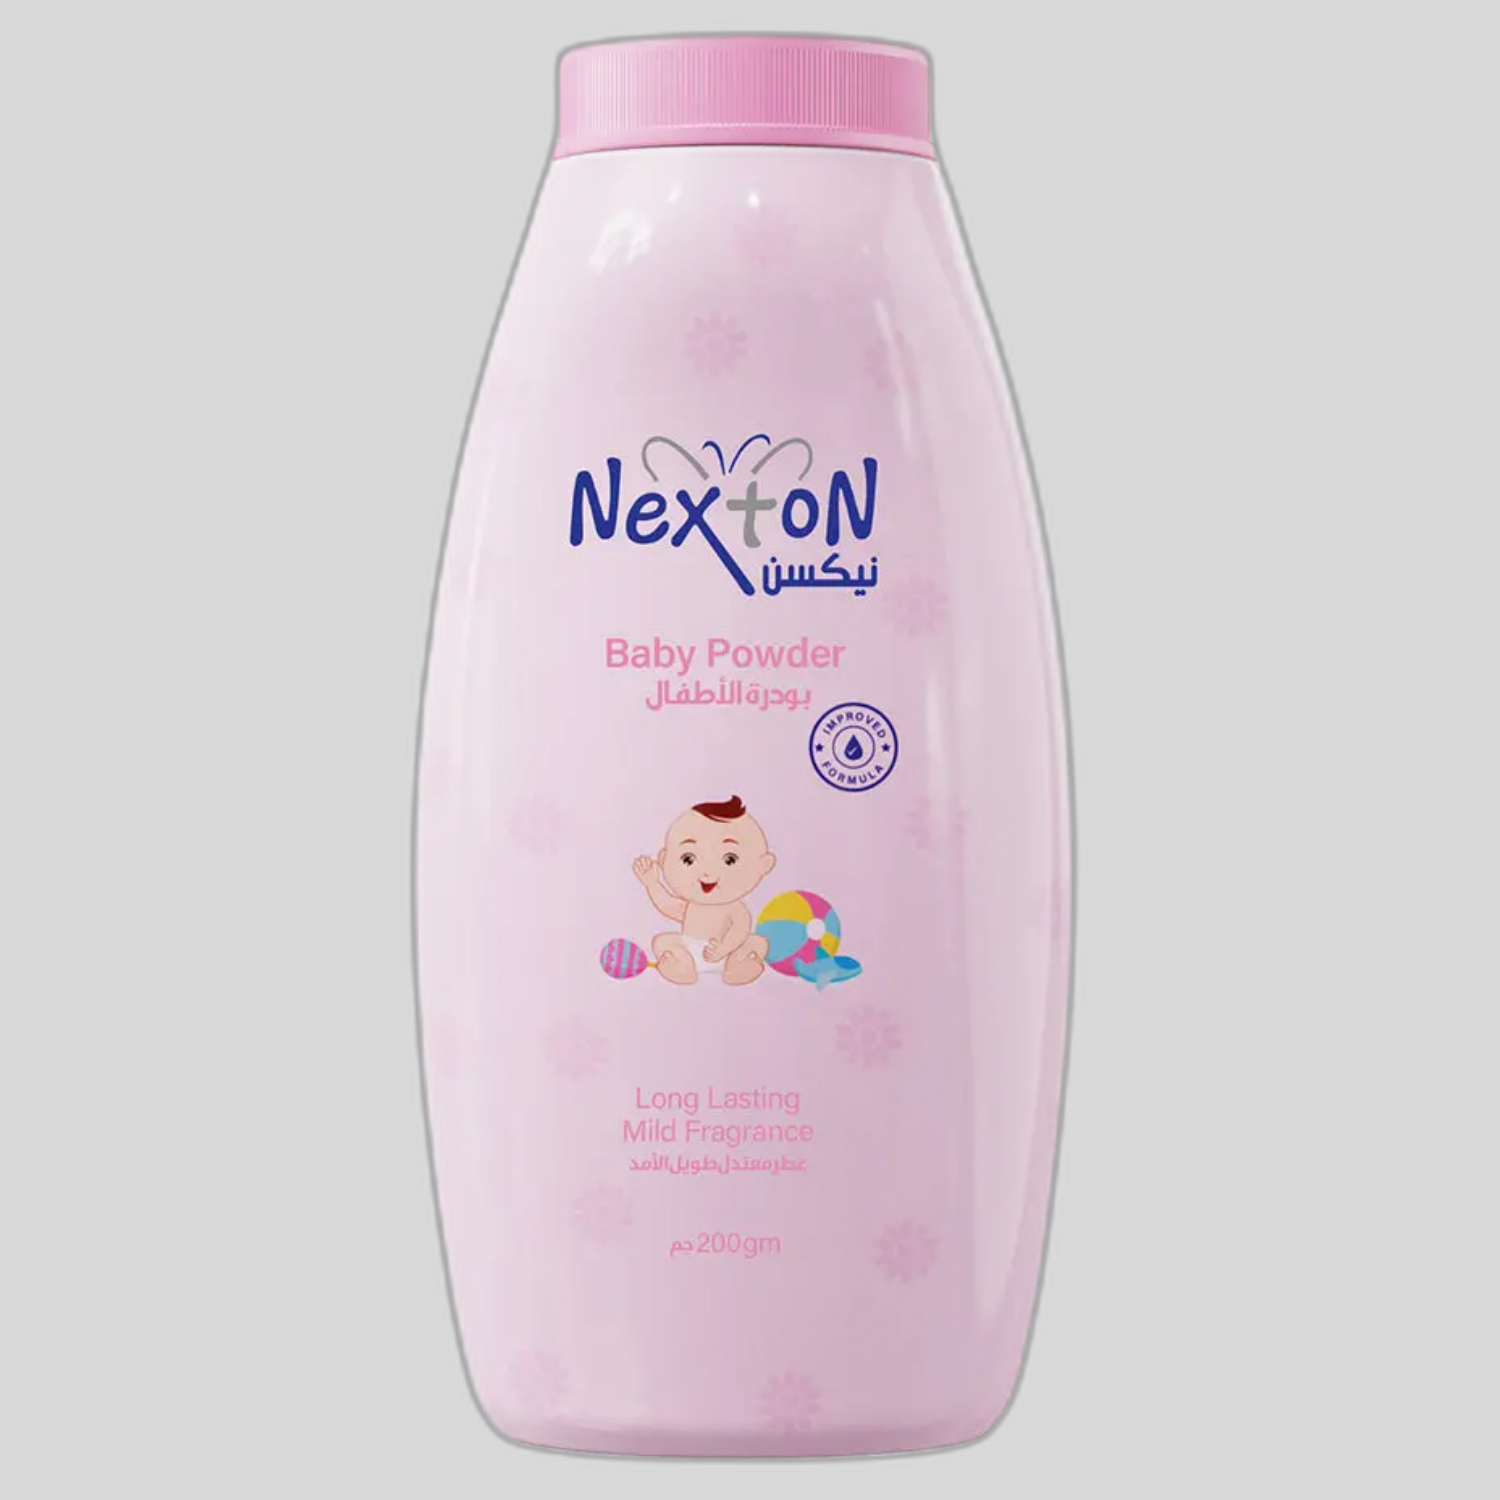 NextoN
نيكسن
Baby Powder
بودرة الأطفال
IMPROVED
FORMULA
Long Lasting
Mild Fragrance
عطر معتدل طويل الأمد
200gm جم